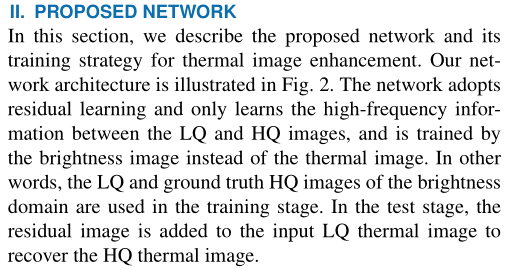 II. PROPOSED NETWORK
In this section, we describe the proposed network and its
training strategy for thermal image enhancement. Our net-
work architecture is illustrated in Fig. 2. The network adopts
residual learning and only learns the high-frequency infor-
mation between the LQ and HQ images, and is trained by
the brightness image instead of the thermal image. In other
words, the LQ and ground truth HQ images of the brightness
domain are used in the training stage. In the test stage, the
residual image is added to the input LQ thermal image to
recover the HQ thermal image.